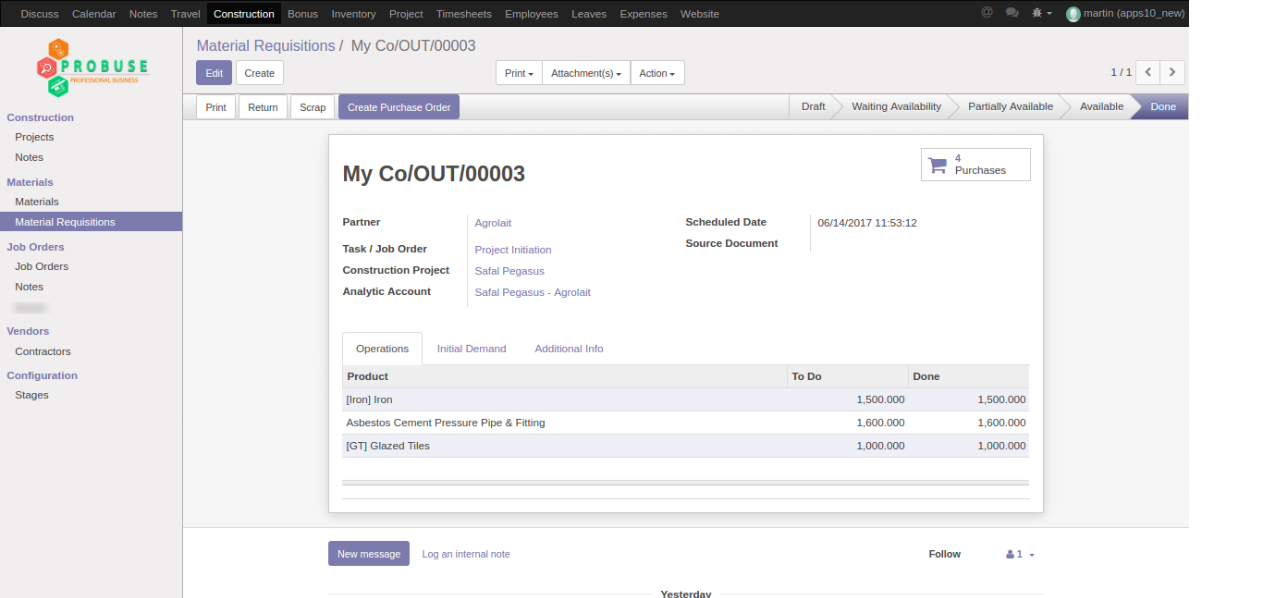 Discuss Calendar Notes Travel Construction Bonus Inventory Project Timesheets Employees Leaves Expenses Website @ martin (apps10_new)
PROBUSE
PROFESSIONAL BUSINESS
Construction
Projects
Notes
Materials
Materials
Material Requisitions
Job Orders
Job Orders
Notes
Vendors
Contractors
Configuration
Stages
Material Requisitions / My Co/OUT/00003
Edit Create Print Attachment(s) Action 1 / 1
Print Return Scrap Create Purchase Order Draft Waiting Availability Partially Available Available Done
4
Purchases
My Co/OUT/00003
Partner Agrolait
Task / Job Order Project Initiation
Construction Project Safal Pegasus
Analytic Account Safal Pegasus - Agrolait
Scheduled Date 06/14/2017 11:53:12
Source Document
Operations Initial Demand Additional Info
Product To Do Done
[Iron] Iron 1,500.000 1,500.000
Asbestos Cement Pressure Pipe & Fitting 1,600.000 1,600.000
[GT] Glazed Tiles 1,000.000 1,000.000
New message Log an internal note Follow 1
Yesterday